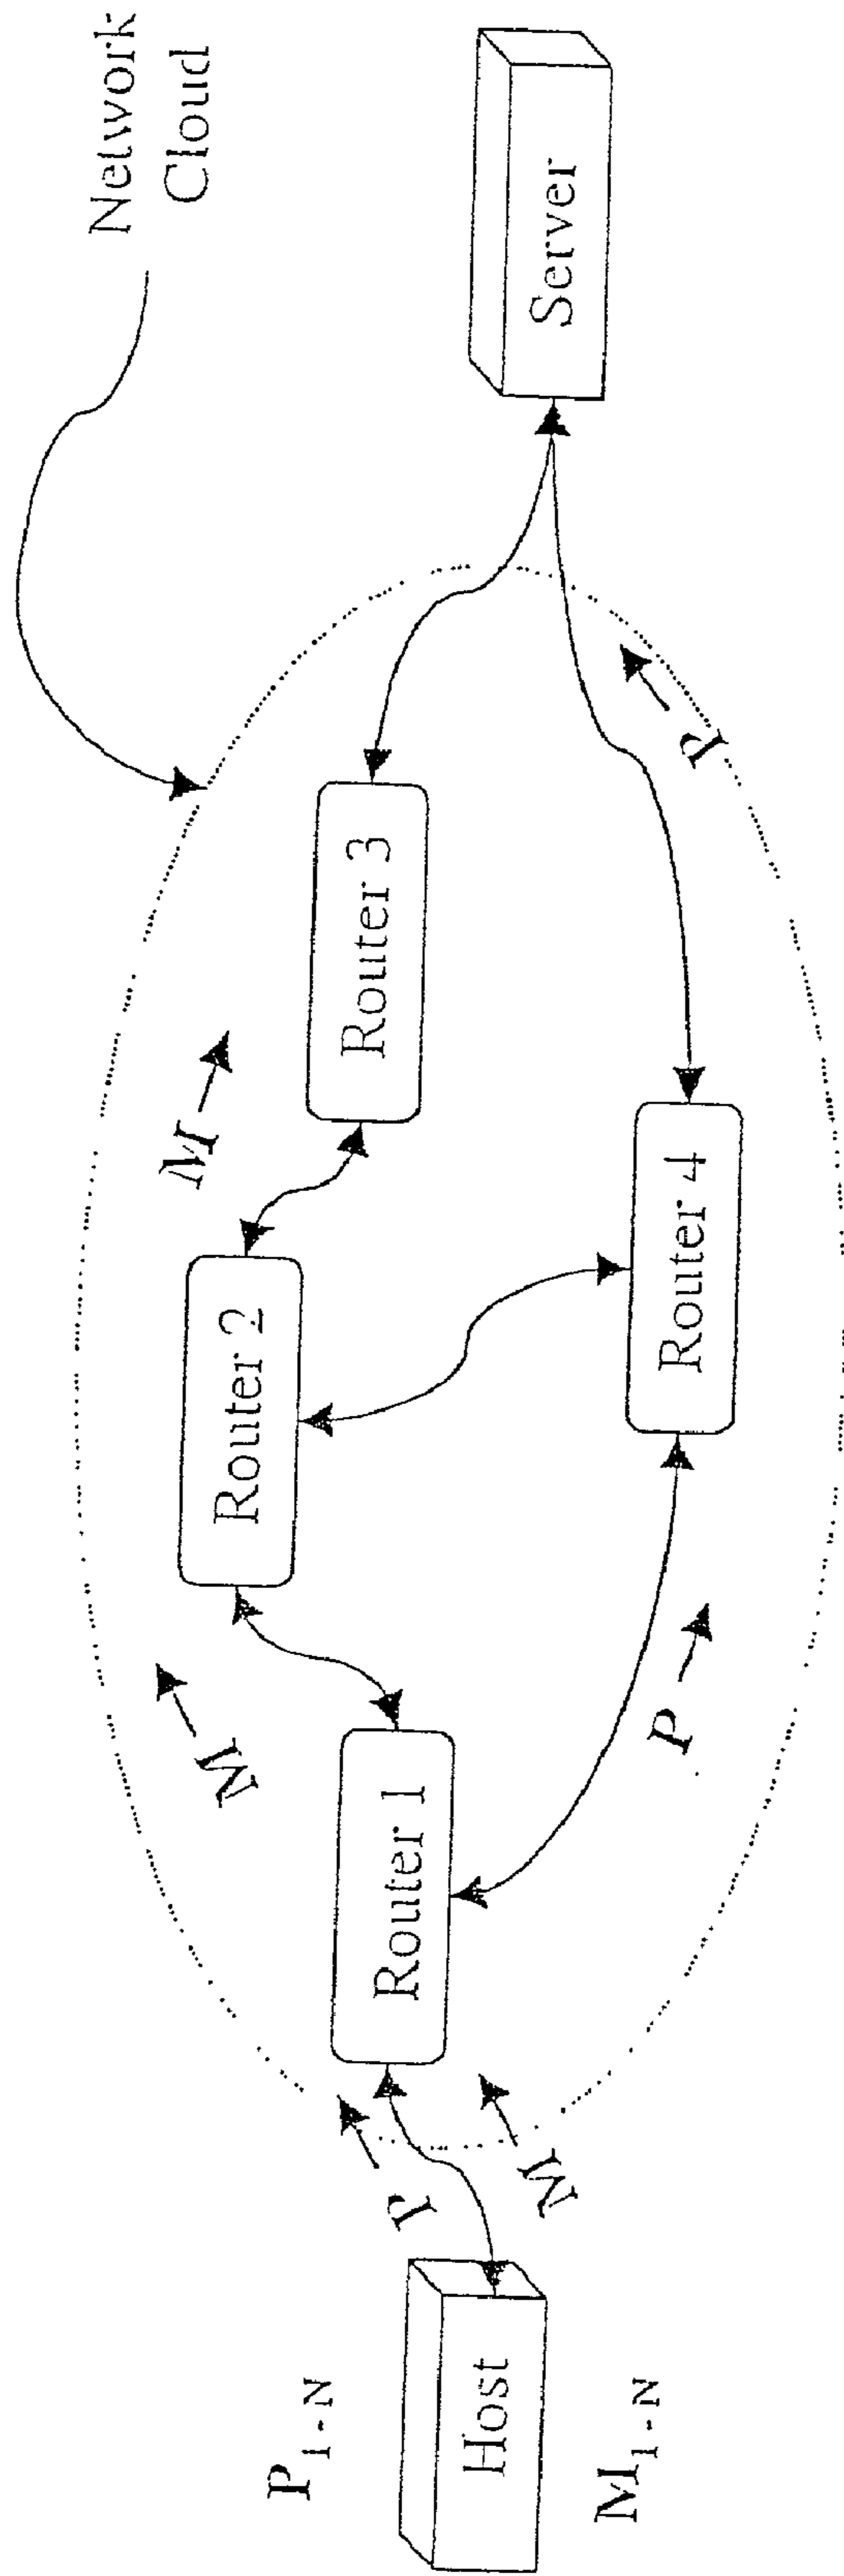 Network
Cloud
P1-N
Host
M1-N
P
M
Router 1
M
P
Router 2
M
Router 3
Router 4
P
Server